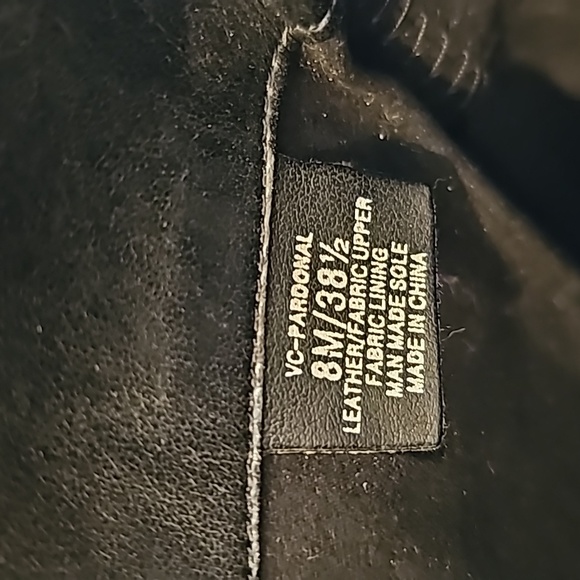 VC-PARDONAL
8M/38½
LEATHER/FABRIC UPPER
FABRIC LINING
MAN MADE SOLE
MADE IN CHINA